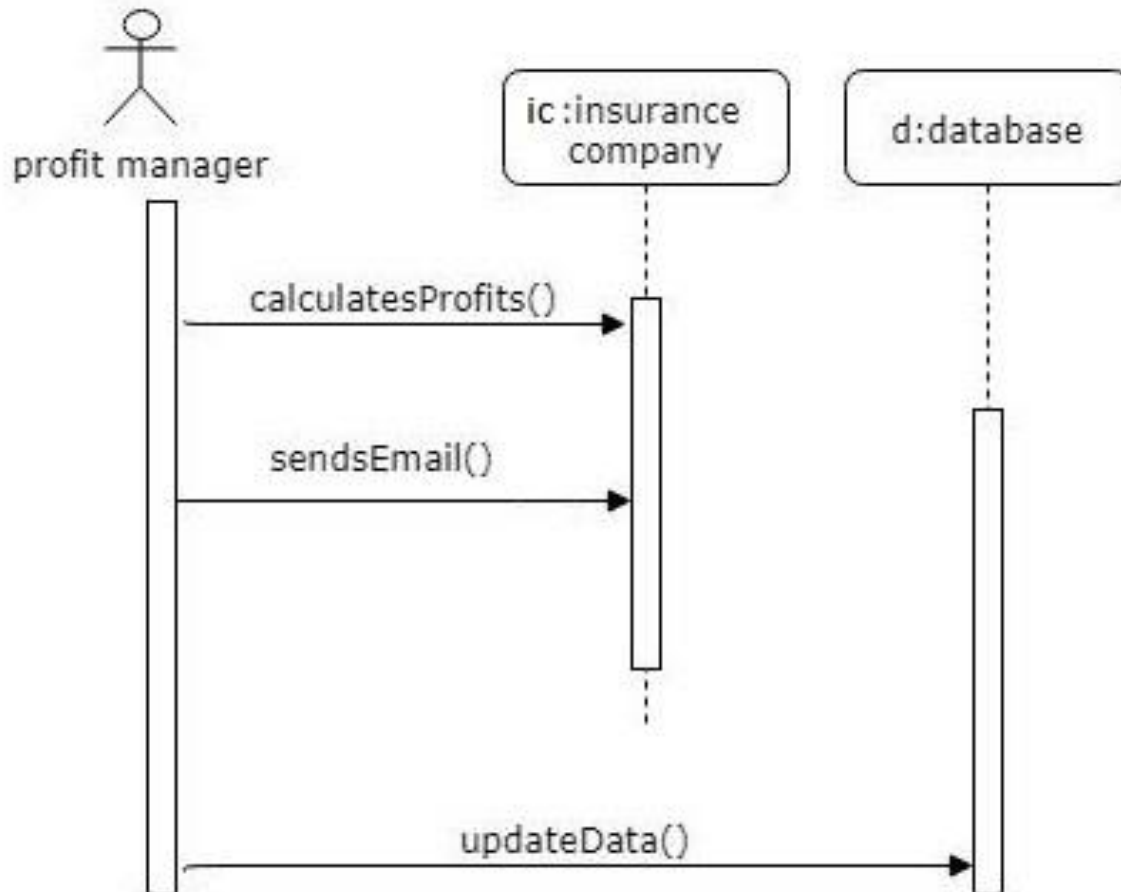 profit manager
ic :insurance
company
d:database
calculatesProfits()
sendsEmail()
updateData()